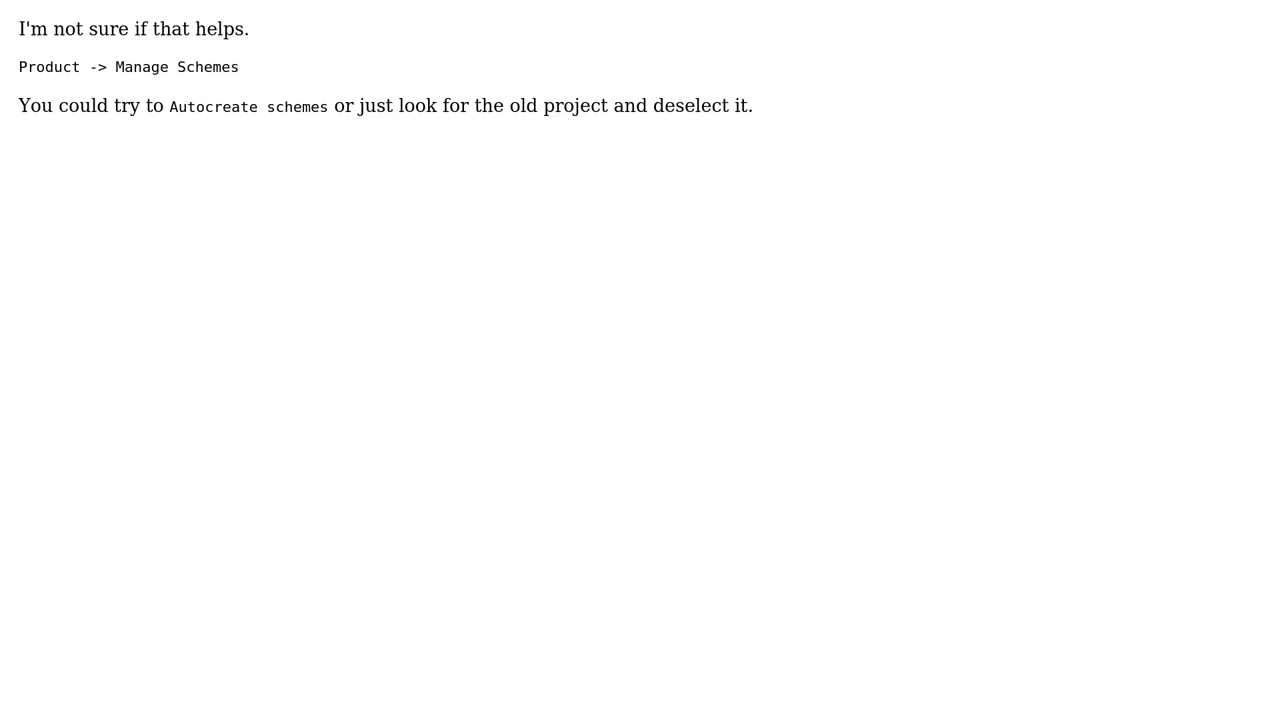 I'm not sure if that helps.
Product -> Manage Schemes
You could try to Autocreate schemes or just look for the old project and deselect it.